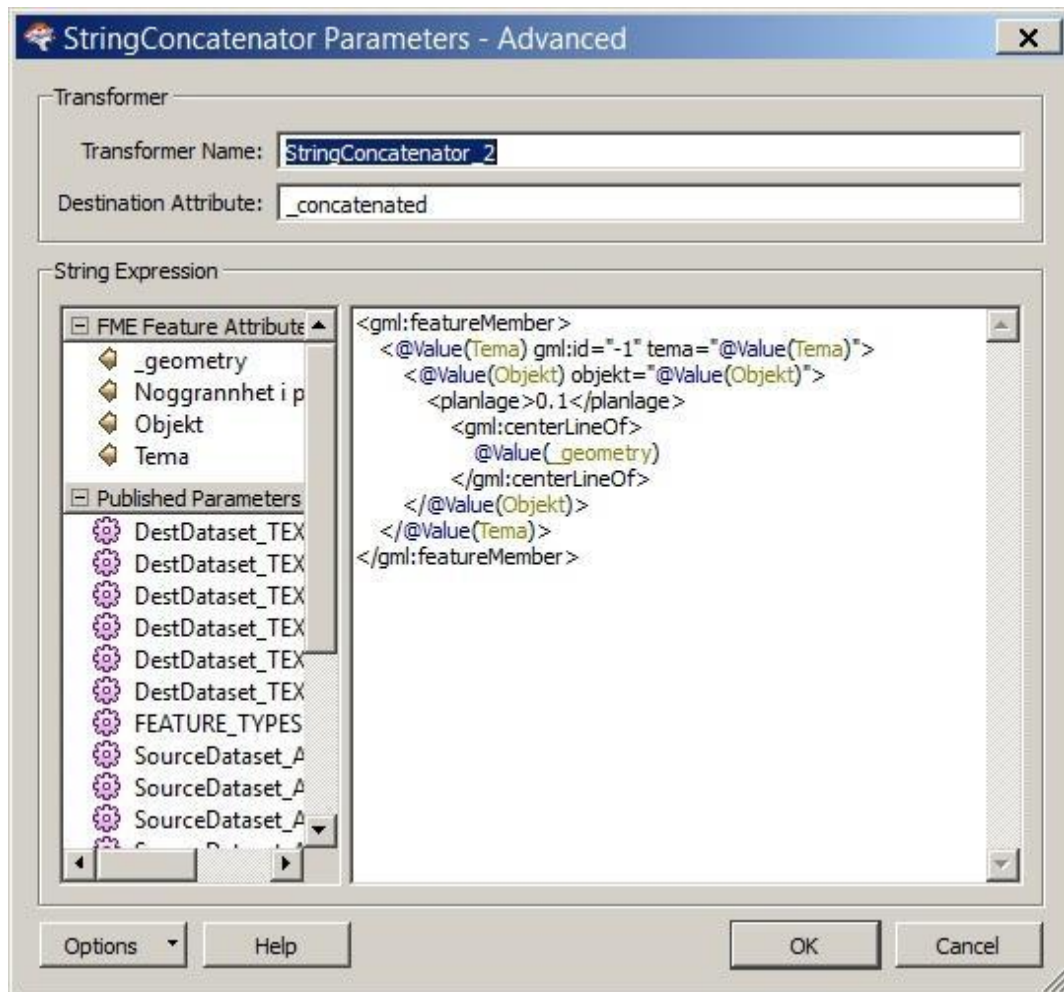 StringConcatenator Parameters - Advanced
Transformer
Transformer Name: StringConcatenator_2
Destination Attribute: _concatenated
String Expression
FME Feature Attribute
_geometry
Noggrannhet i p
Objekt
Tema
Published Parameters
DestDataset_TEX
DestDataset_TEX
DestDataset_TEX
DestDataset_TEX
DestDataset_TEX
DestDataset_TEX
FEATURE_TYPES
SourceDataset_A
SourceDataset_A
SourceDataset_A
<gml:featureMember>
<@Value(Tema) gml:id="-1" tema="@Value(Tema)">
<@Value(Objekt) objekt="@Value(Objekt)">
<planlage>0.1</planlage>
<gml:centerLineOf>
@Value(_geometry)
</gml:centerLineOf>
</@Value(Objekt)>
</@Value(Tema)>
</gml:featureMember>
Options Help OK Cancel